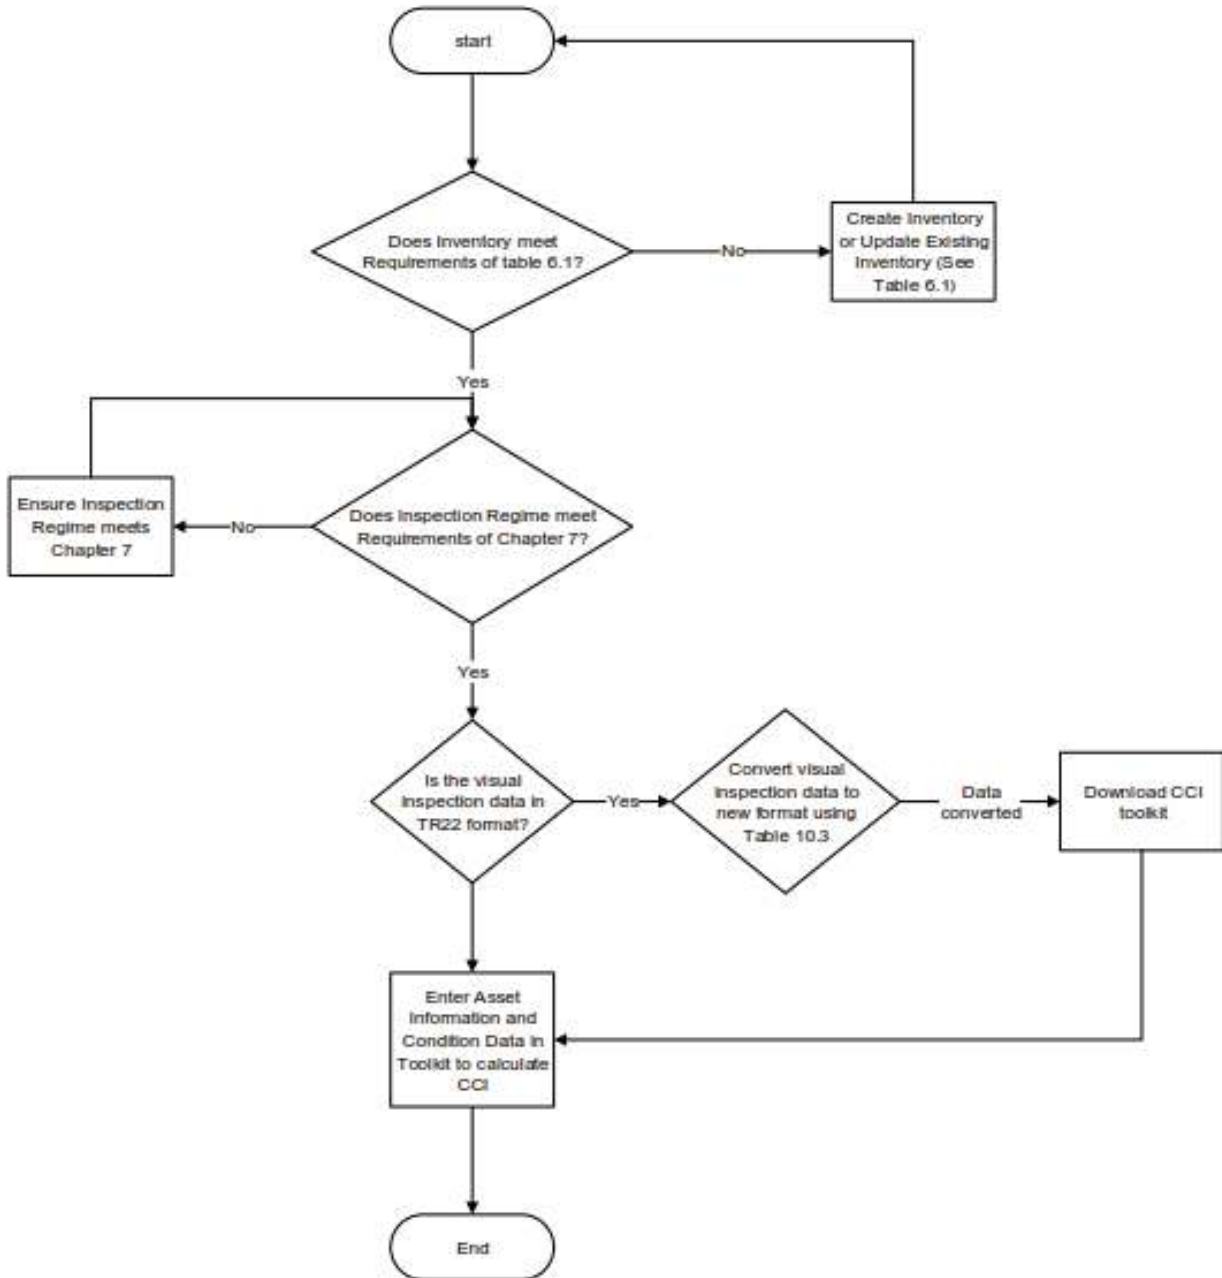 start
Does Inventory meet
Requirements of table 6.1?
No
Create Inventory
or Update Existing
Inventory (See
Table 6.1)
Yes
Ensure Inspection
Regime meets
Chapter 7
No
Does Inspection Regime meet
Requirements of Chapter 7?
Yes
Is the visual
inspection data in
TR22 format?
Yes
Convert visual
inspection data to
new format using
Table 10.3
Data
converted
Download CCI
toolkit
Enter Asset
Information and
Condition Data in
Toolkit to calculate
CCI
End